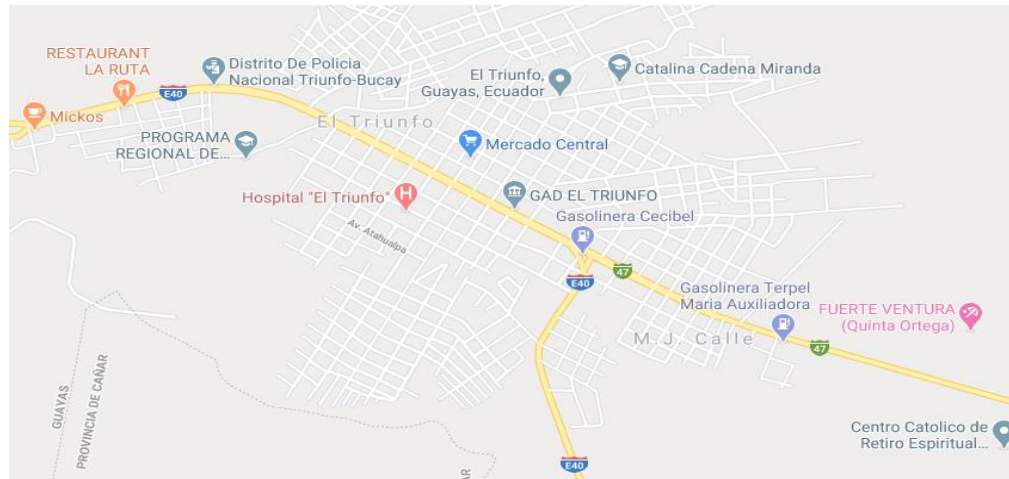 RESTAURANT
LA RUTA
Mickos
E40
Distrito De Policia
Nacional Triunfo-Bucay
El Triunfo,
Guayas, Ecuador
Catalina Cadena Miranda
El Triunfo
PROGRAMA
REGIONAL DE...
Mercado Central
Hospital "El Triunfo"
GAD EL TRIUNFO
Av. Atahualpa
Gasolinera Cecibel
47
E40
Gasolinera Terpel
Maria Auxiliadora
FUERTE VENTURA
(Quinta Ortega)
M.J. Calle
47
GUAYAS
PROVINCIA DE CAÑAR
Centro Catolico de
Retiro Espiritual...
E40
AR